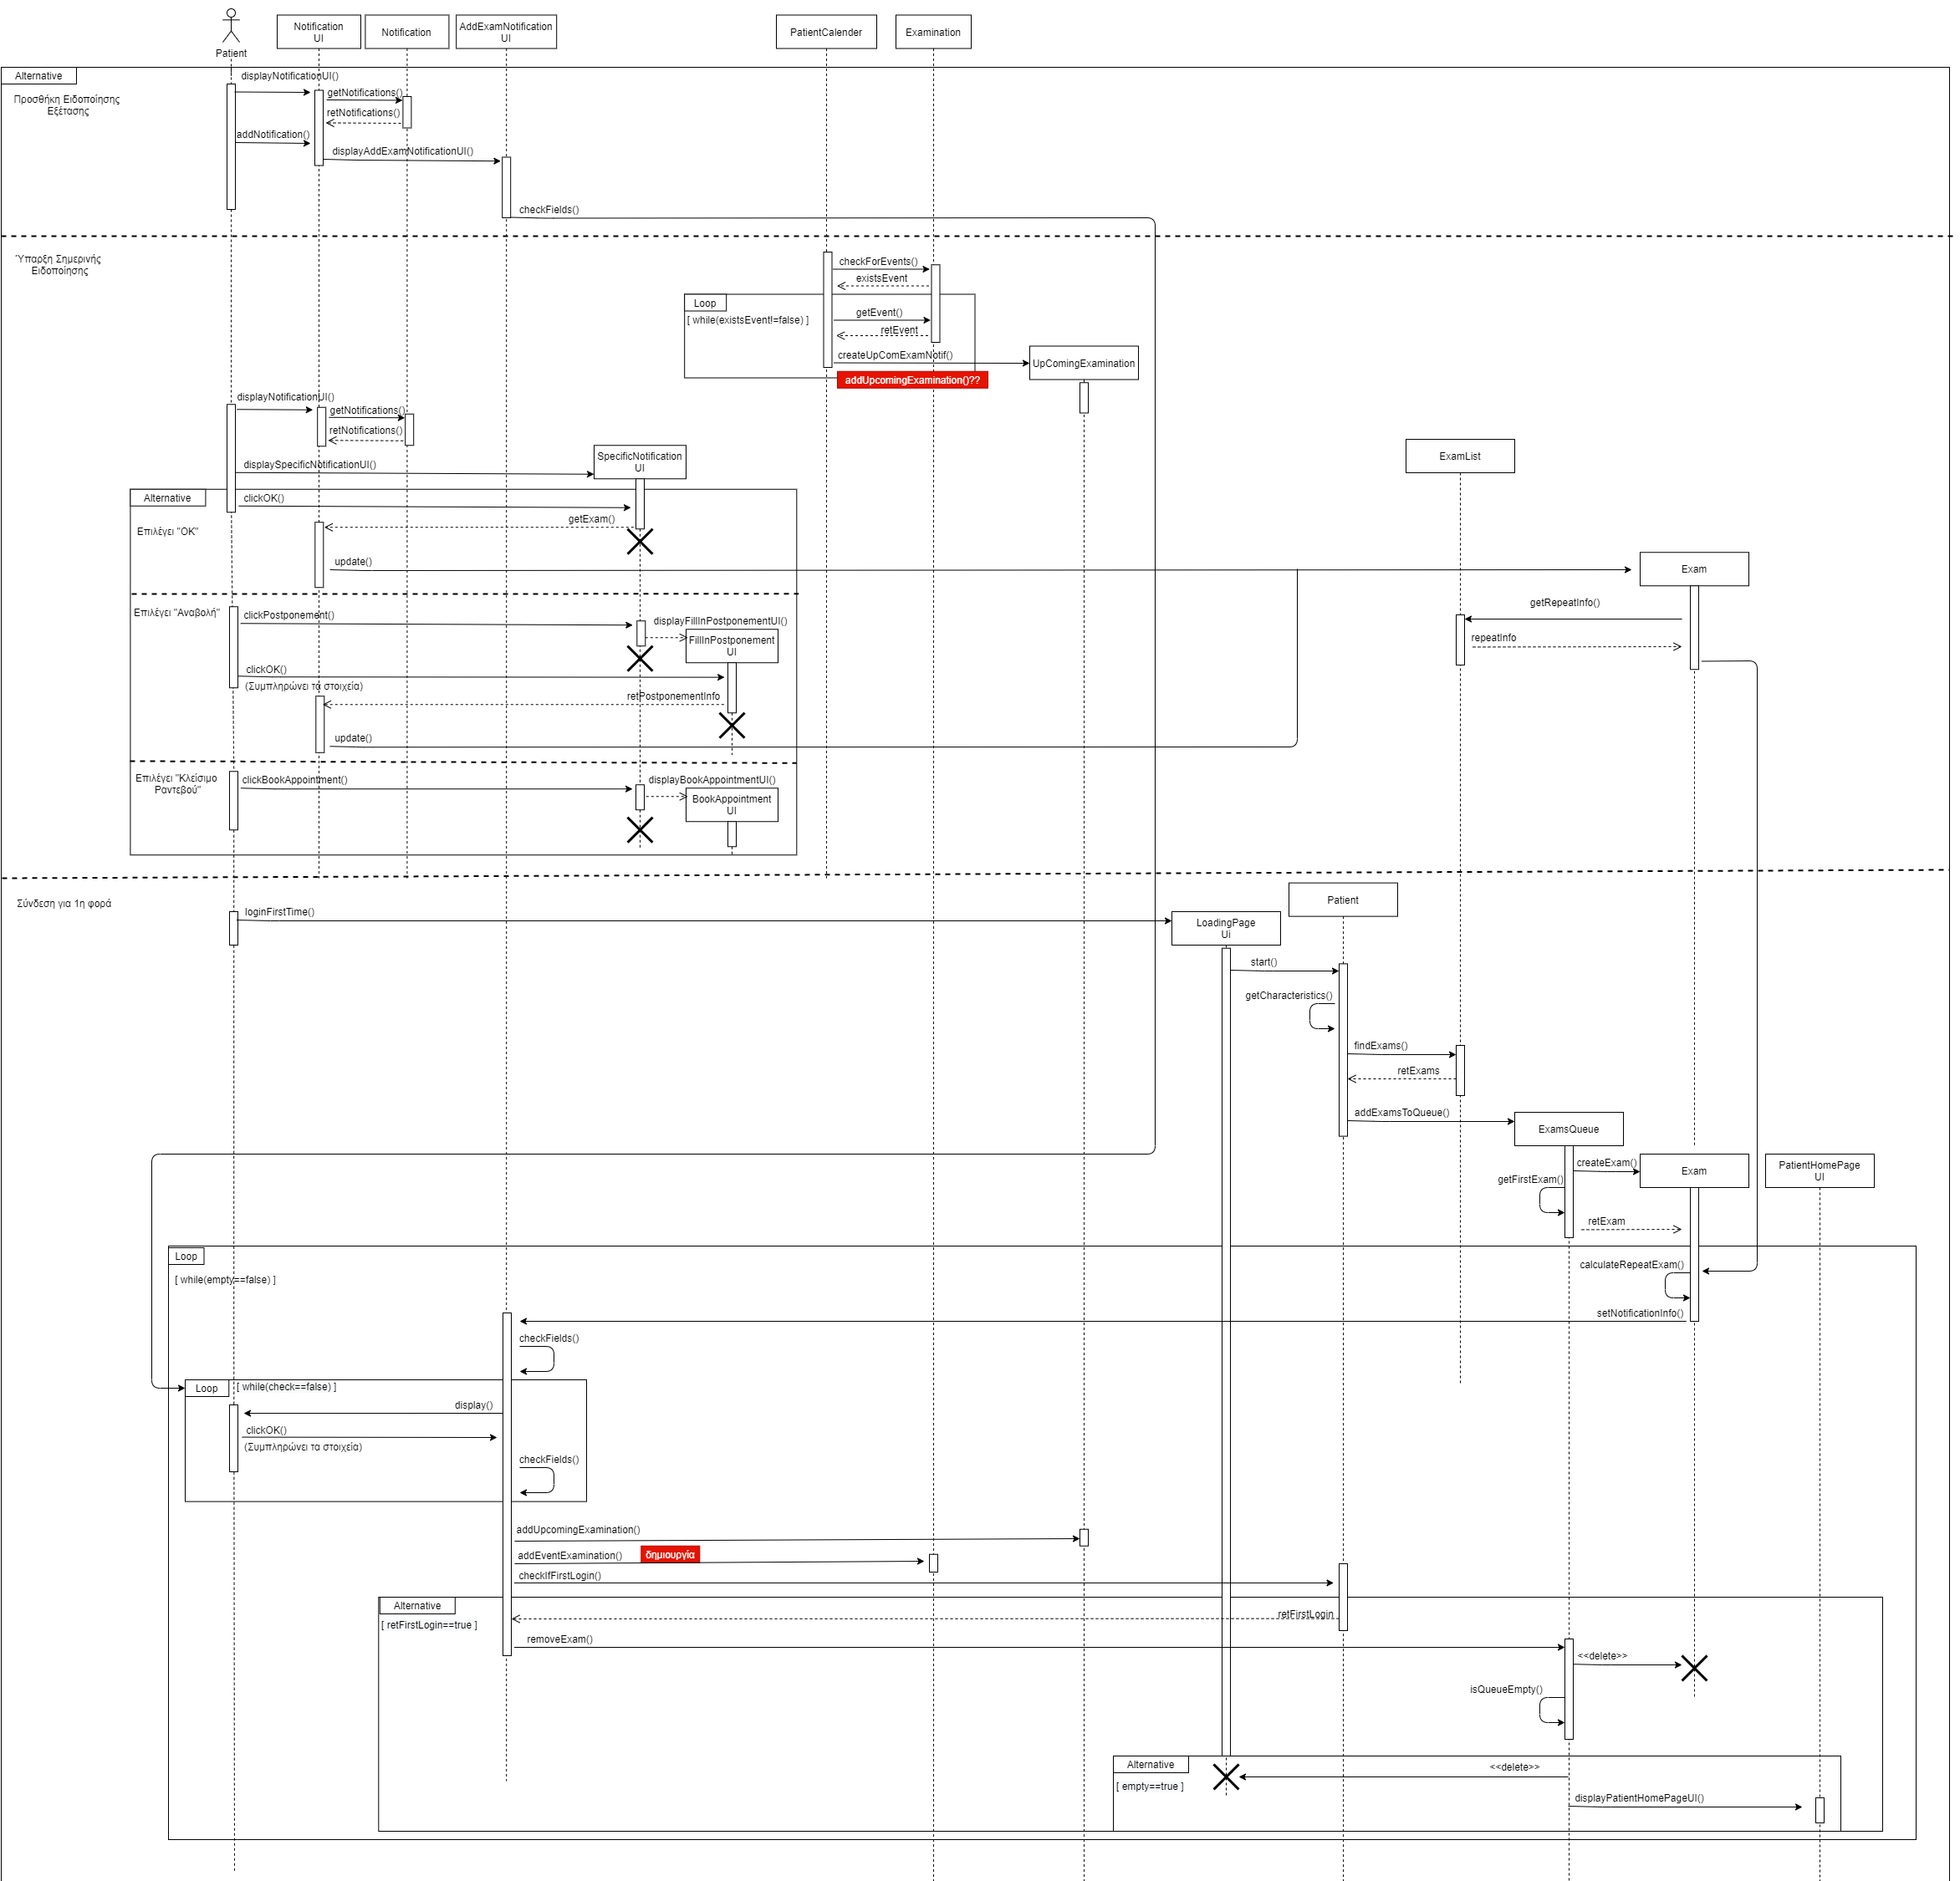 Patient
Notification
UI
Notification
AddExamNotification
UI
PatientCalender
Examination
Alternative
Προσθήκη Ειδοποίησης
Εξέτασης
displayNotificationUI()
getNotifications()
retNotifications()
addNotification()
displayAddExamNotificationUI()
checkFields()
Ύπαρξη Σημερινής
Ειδοποίησης
checkForEvents()
existsEvent
Loop
[ while(existsEvent!=false) ]
getEvent()
retEvent
createUpComExamNotif()
UpComingExamination
addUpcomingExamination()??
displayNotificationUI()
getNotifications()
retNotifications()
displaySpecificNotificationUI()
SpecificNotification
UI
ExamList
Alternative
clickOK()
Επιλέγει "OK"
getExam()
update()
Exam
getRepeatInfo()
repeatInfo
Επιλέγει "Αναβολή"
clickPostponement()
displayFillInPostponementUI()
FillInPostponement
UI
clickOK()
(Συμπληρώνει τα στοιχεία)
retPostponementInfo
update()
Επιλέγει "Κλείσιμο
Ραντεβού"
clickBookAppointment()
displayBookAppointmentUI()
BookAppointment
UI
Σύνδεση για 1η φορά
loginFirstTime()
LoadingPage
Ui
Patient
start()
getCharacteristics()
findExams()
retExams
addExamsToQueue()
ExamsQueue
createExam()
Exam
PatientHomePage
UI
getFirstExam()
retExam
Loop
[ while(empty==false) ]
calculateRepeatExam()
setNotificationInfo()
checkFields()
Loop
[ while(check==false) ]
display()
clickOK()
(Συμπληρώνει τα στοιχεία)
checkFields()
addUpcomingExamination()
addEventExamination()
δημιουργία
checkIfFirstLogin()
Alternative
[ retFirstLogin==true ]
retFirstLogin
removeExam()
<<delete>>
isQueueEmpty()
Alternative
[ empty==true ]
<<delete>>
displayPatientHomePageUI()